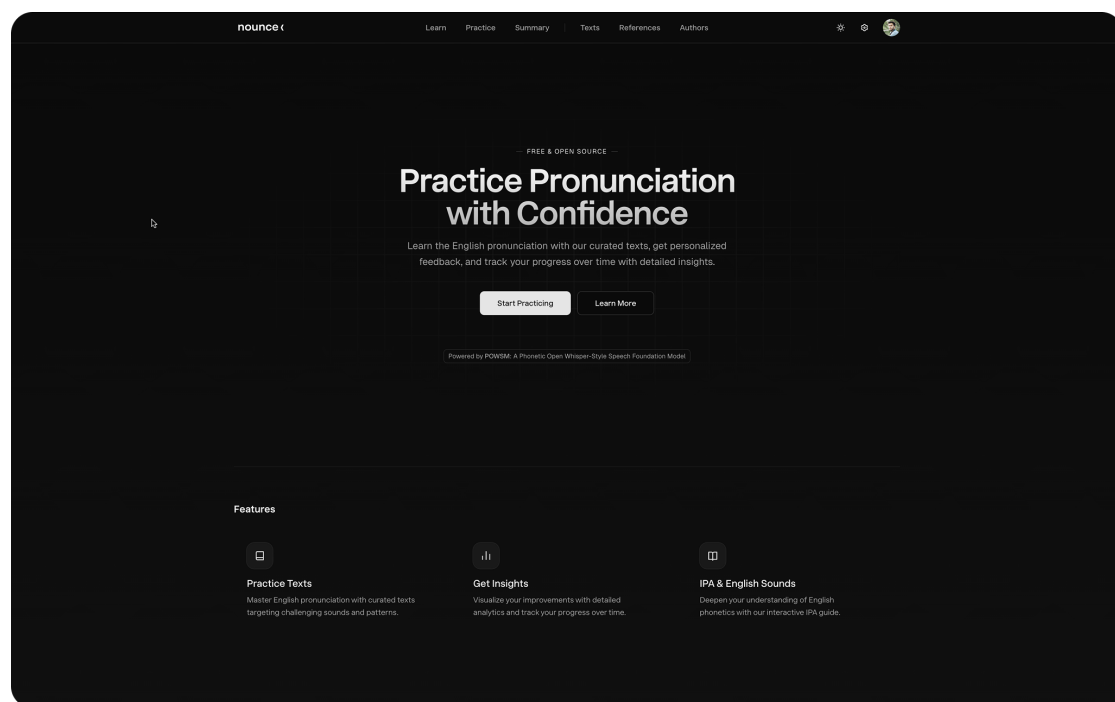 nounce
Learn Practice Summary Texts References Authors
FREE & OPEN SOURCE
Practice Pronunciation
with Confidence
Learn the English pronunciation with our curated texts, get personalized
feedback, and track your progress over time with detailed insights.
Start Practicing Learn More
Powered by POWSM: A Phonetic Open Whisper-Style Speech Foundation Model
Features
Practice Texts
Master English pronunciation with curated texts
targeting challenging sounds and patterns.
Get Insights
Visualize your improvements with detailed
analytics and track your progress over time.
IPA & English Sounds
Deepen your understanding of English
phonetics with our interactive IPA guide.